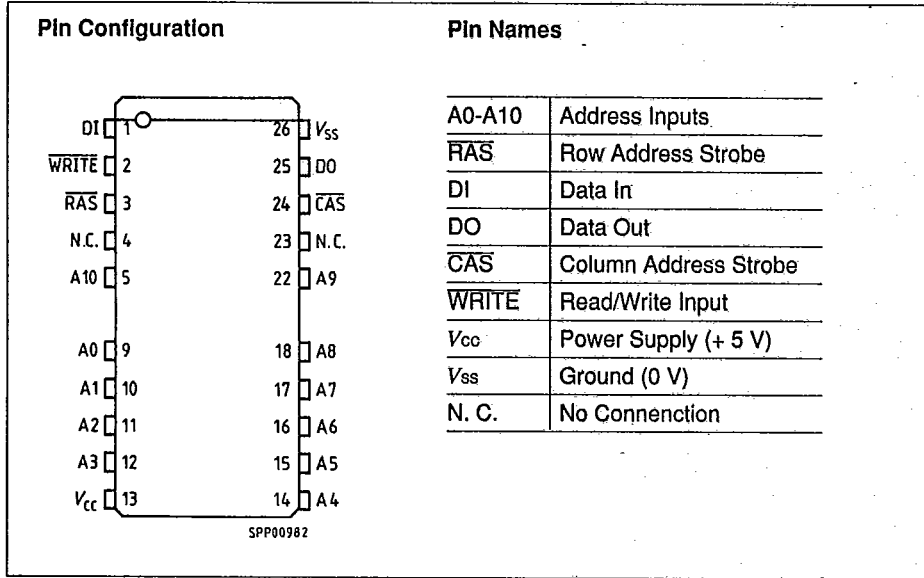 Pin Configuration
Pin Names
DI 1 26 VSS
WRITE 2 25 DO
RAS 3 24 CAS
N.C. 4 23 N.C.
A10 5 22 A9
A0 9 18 A8
A1 10 17 A7
A2 11 16 A6
A3 12 15 A5
VCC 13 14 A4
SPP00982
A0-A10 Address Inputs
RAS Row Address Strobe
DI Data In
DO Data Out
CAS Column Address Strobe
WRITE Read/Write Input
Vcc Power Supply (+ 5 V)
Vss Ground (0 V)
N. C. No Connenction